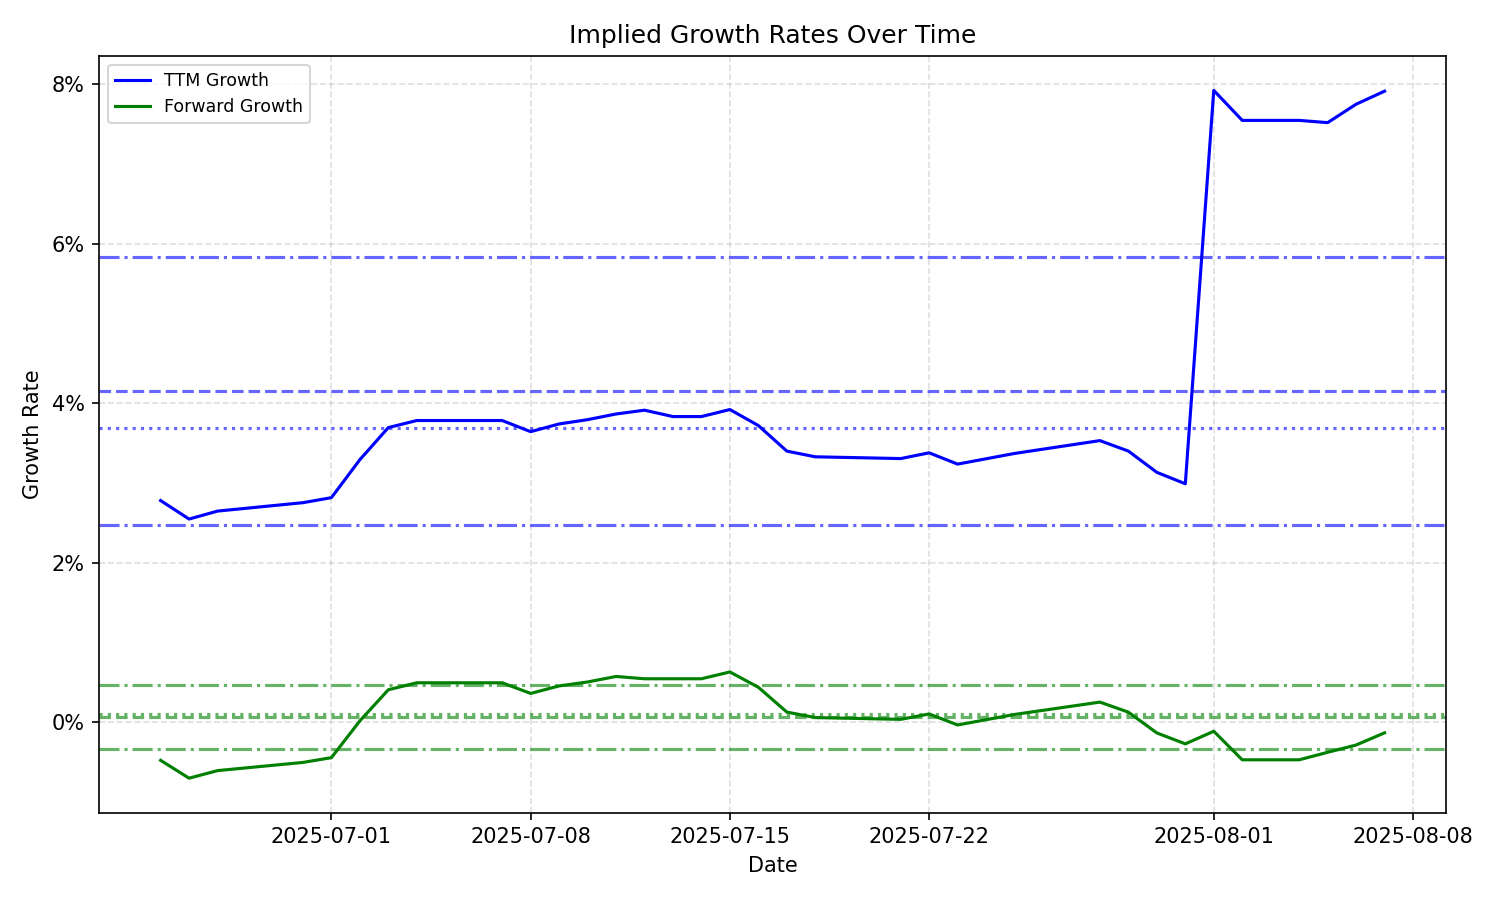 Implied Growth Rates Over Time
TTM Growth
Forward Growth
8%
6%
4%
2%
0%
Growth Rate
2025-07-01
2025-07-08
2025-07-15
2025-07-22
2025-08-01
2025-08-08
Date